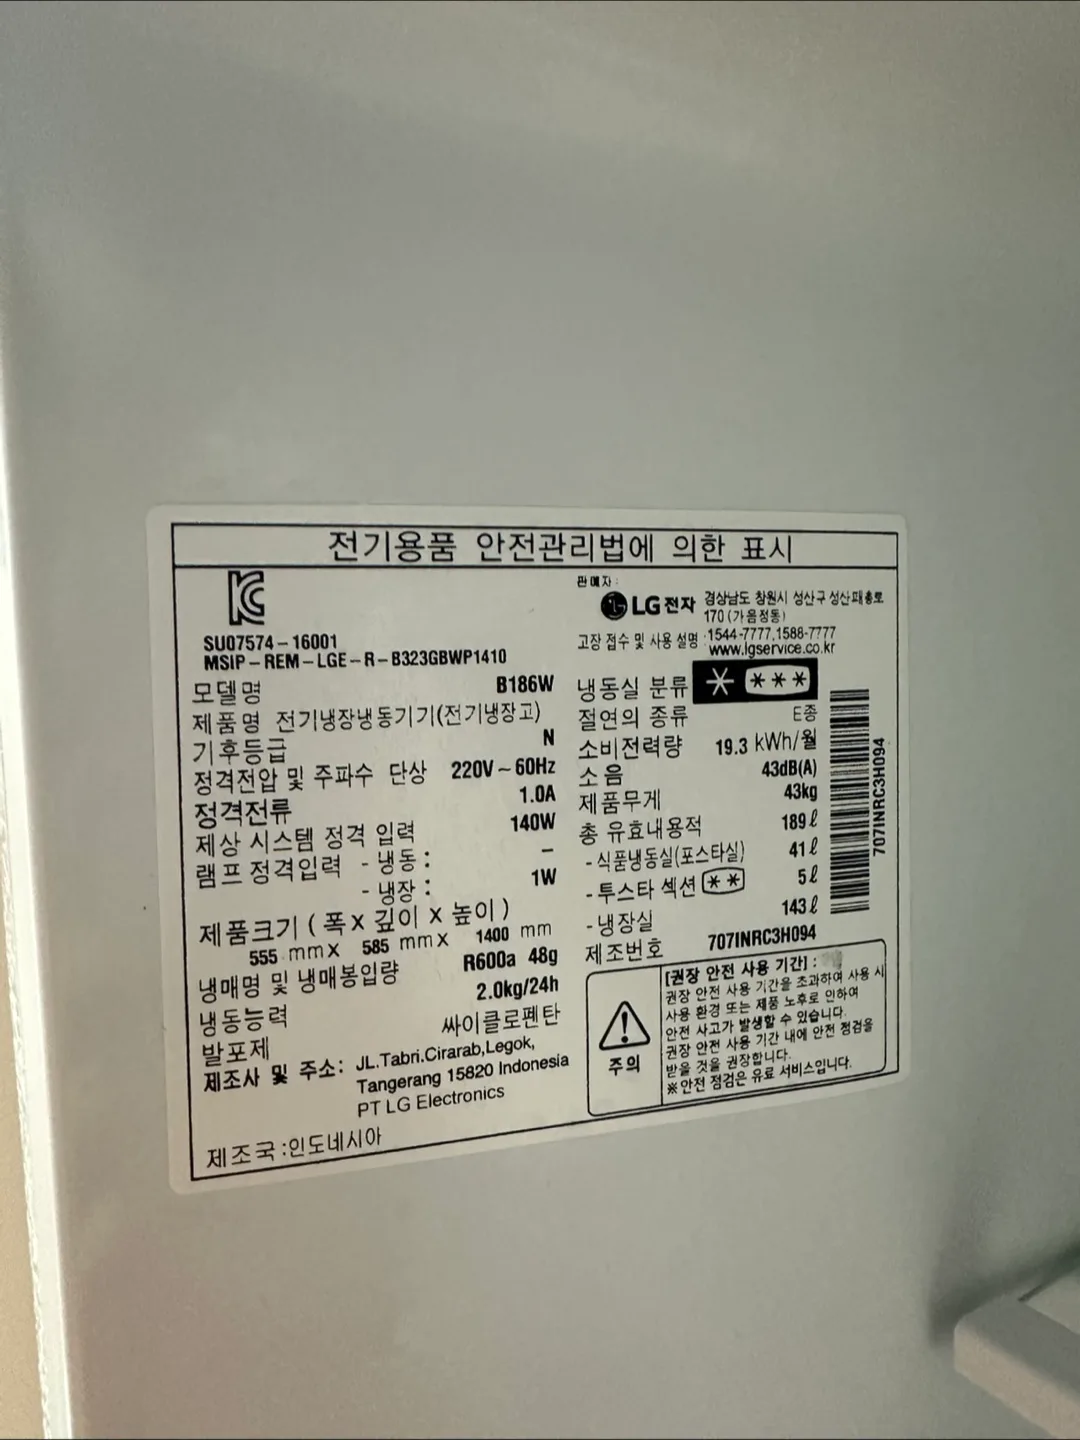 전기용품 안전관리법에 의한 표시
SU07574-16001
MSIP-REM-LGE-R-B323GBWP1410
모델명 B186W
제품명 전기냉장냉동기기(전기냉장고)
기후등급 N
정격전압 및 주파수 단상 220V~60Hz
정격전류 1.0A
제상 시스템 정격 입력 140W
램프 정격입력 - 냉동: -
- 냉장: 1W
제품크기 (폭X깊이X높이)
555 mm x 585 mm x 1400 mm
냉매명 및 냉매봉입량 R600a 48g
냉동능력 2.0kg/24h
발포제 싸이클로펜탄
제조사 및 주소: JL.Tabri.Cirarab,Legok,
Tangerang 15820 Indonesia
PT LG Electronics
제조국:인도네시아
판매자:
LG전자 경상남도 창원시 성산구 성산패총로
170 (가음정동)
고장 접수 및 사용 설명 : 1544-7777,1588-7777
www.lgservice.co.kr
냉동실 분류 * ***
절연의 종류 E종
소비전력량 19.3 kWh/월
소음 43dB(A)
제품무게 43kg
총 유효내용적 189ℓ
-식품냉동실(포스타실) 41ℓ
-투스타 섹션 ** 5ℓ
-냉장실 143ℓ
제조번호 707INRC3H094
707INRC3H094
주의
[권장 안전 사용 기간] :
권장 안전 사용 기간을 초과하여 사용 시
사용 환경 또는 제품 노후로 인하여
안전 사고가 발생할 수 있습니다.
권장 안전 사용 기간 내에 안전 점검을
받을 것을 권장합니다.
※안전 점검은 유료 서비스입니다.